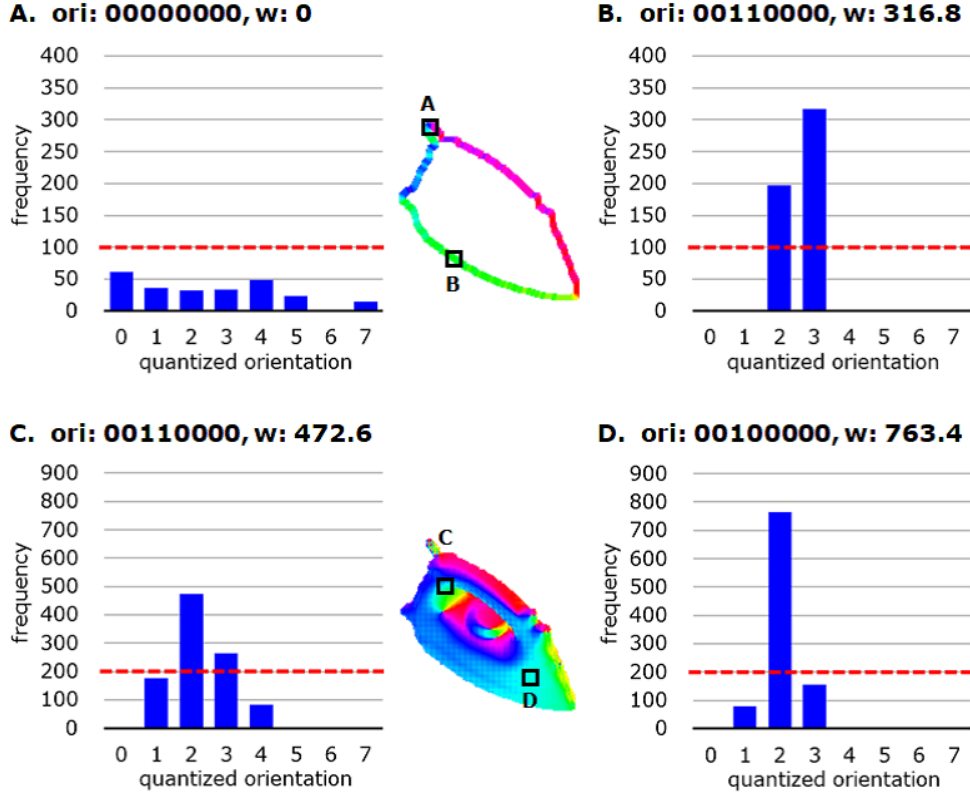 A. ori: 00000000, w: 0
400
350
300
250
200
150
100
50
0
frequency
0 1 2 3 4 5 6 7
quantized orientation
A
B
B. ori: 00110000, w: 316.8
400
350
300
250
200
150
100
50
0
frequency
0 1 2 3 4 5 6 7
quantized orientation
C. ori: 00110000, w: 472.6
900
800
700
600
500
400
300
200
100
0
frequency
0 1 2 3 4 5 6 7
quantized orientation
C
D
D. ori: 00100000, w: 763.4
900
800
700
600
500
400
300
200
100
0
frequency
0 1 2 3 4 5 6 7
quantized orientation